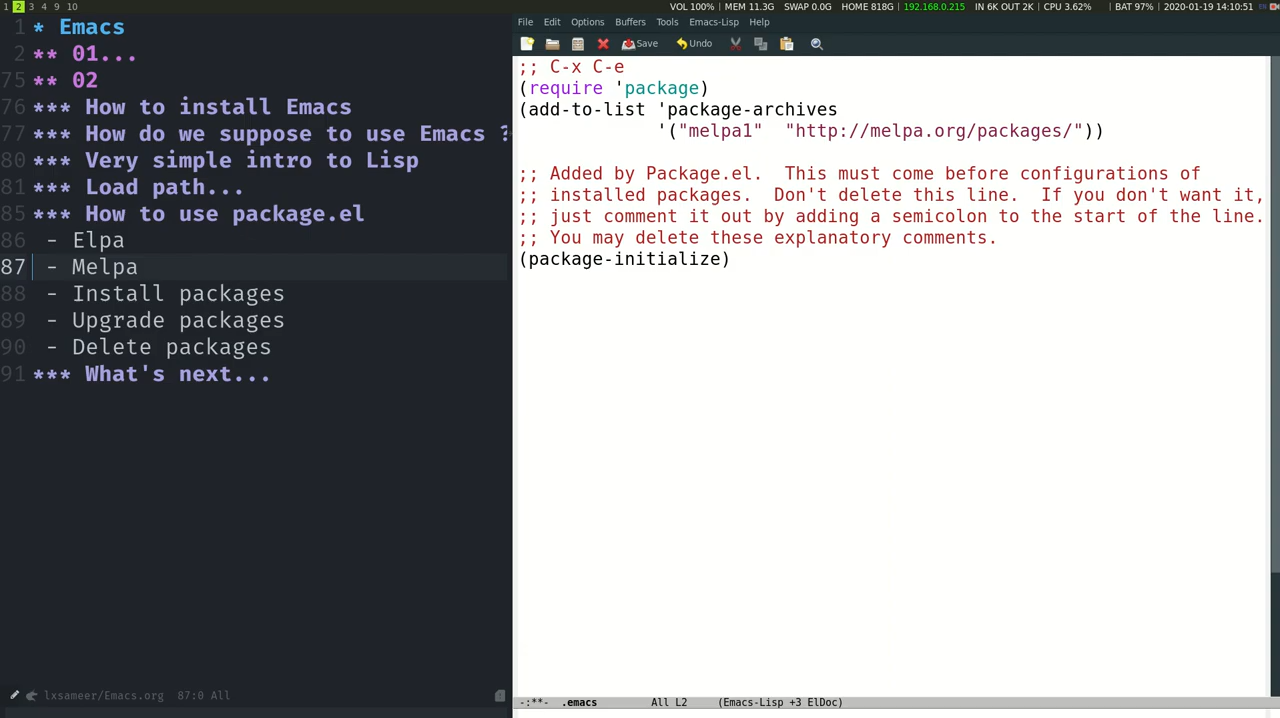 1 2 3 4 9 10
VOL 100% | MEM 11.3G SWAP 0.0G HOME 818G | 192.168.0.215 IN 6K OUT 2K | CPU 3.62% | BAT 97% | 2020-01-19 14:10:51 EN
1 * Emacs
2 ** 01...
75 ** 02
76 *** How to install Emacs
77 *** How do we suppose to use Emacs ?
80 *** Very simple intro to Lisp
81 *** Load path...
85 *** How to use package.el
86 - Elpa
87 - Melpa
88 - Install packages
89 - Upgrade packages
90 - Delete packages
91 *** What's next...
lxsameer/Emacs.org 87:0 All
File Edit Options Buffers Tools Emacs-Lisp Help
Save Undo
;; C-x C-e
(require 'package)
(add-to-list 'package-archives
'("melpa1" "http://melpa.org/packages/"))
;; Added by Package.el. This must come before configurations of
;; installed packages. Don't delete this line. If you don't want it,
;; just comment it out by adding a semicolon to the start of the line.
;; You may delete these explanatory comments.
(package-initialize)
-:**- .emacs All L2 (Emacs-Lisp +3 ElDoc)